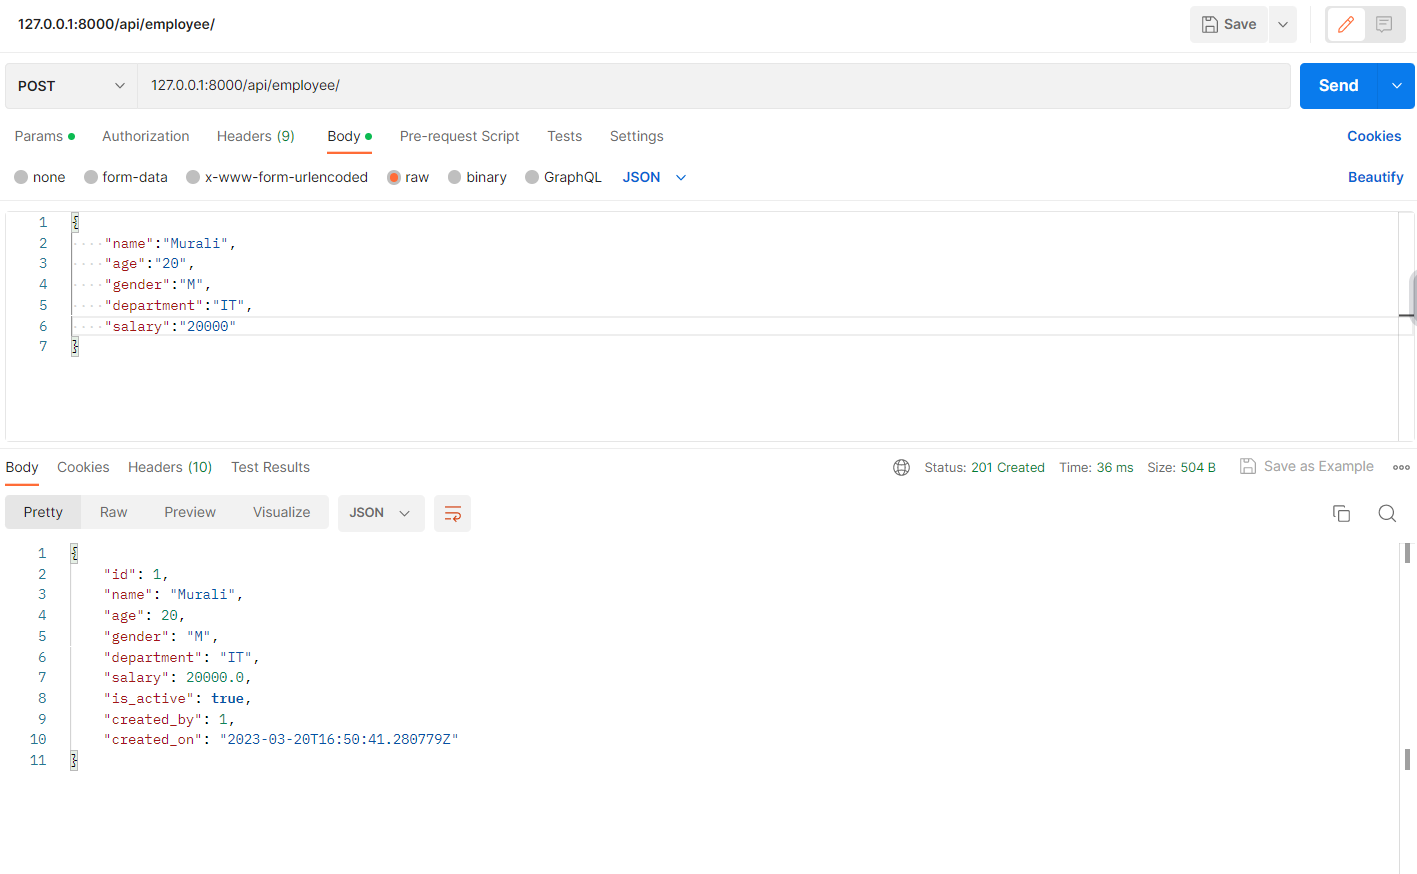 127.0.0.1:8000/api/employee/
Save
POST
127.0.0.1:8000/api/employee/
Send
Params
Authorization
Headers (9)
Body
Pre-request Script
Tests
Settings
Cookies
none
form-data
x-www-form-urlencoded
raw
binary
GraphQL
JSON
Beautify
1 {
2 ····"name":"Murali",
3 ····"age":"20",
4 ····"gender":"M",
5 ····"department":"IT",
6 ····"salary":"20000"
7 }
Body
Cookies
Headers (10)
Test Results
Status: 201 Created
Time: 36 ms
Size: 504 B
Save as Example
Pretty
Raw
Preview
Visualize
JSON
1 {
2 "id": 1,
3 "name": "Murali",
4 "age": 20,
5 "gender": "M",
6 "department": "IT",
7 "salary": 20000.0,
8 "is_active": true,
9 "created_by": 1,
10 "created_on": "2023-03-20T16:50:41.280779Z"
11 }